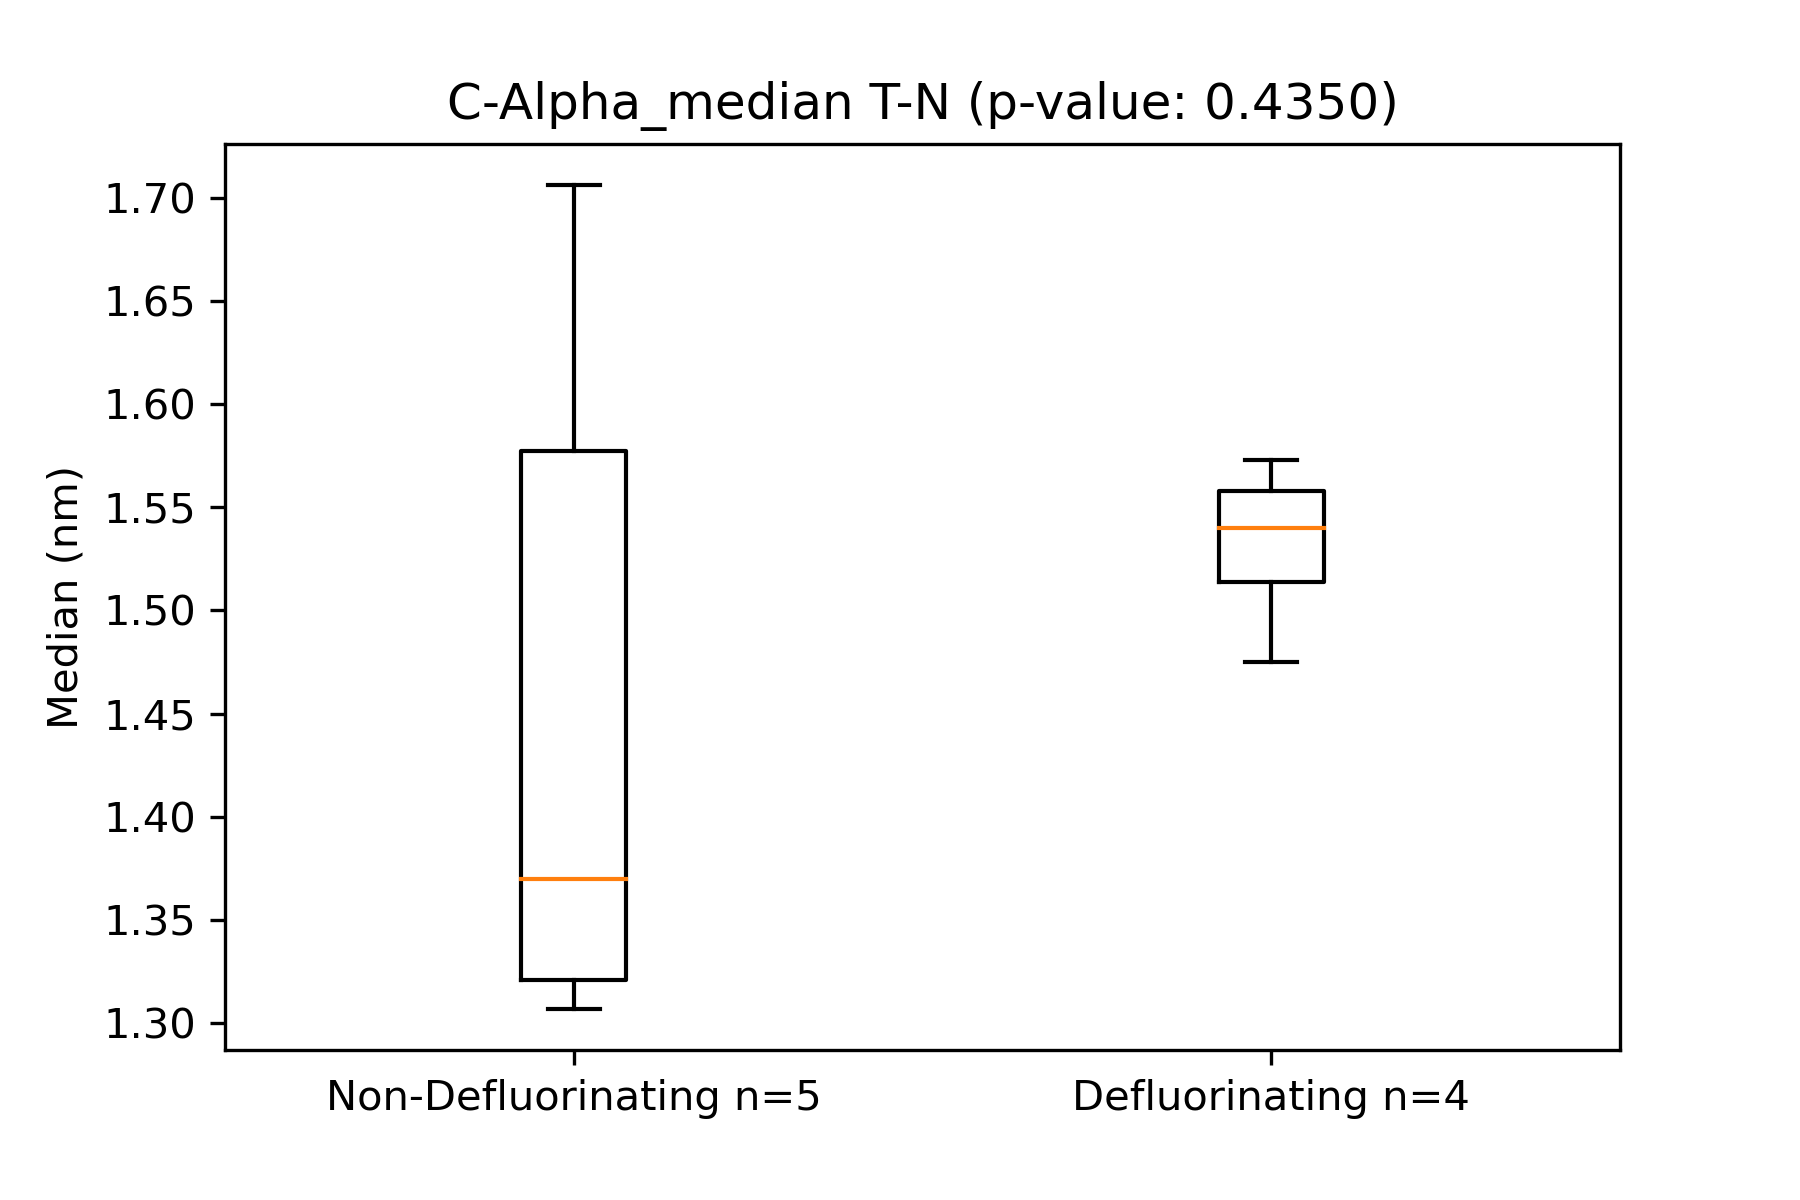 C-Alpha_median T-N (p-value: 0.4350)
Median (nm)
1.70
1.65
1.60
1.55
1.50
1.45
1.40
1.35
1.30
Non-Defluorinating n=5
Defluorinating n=4